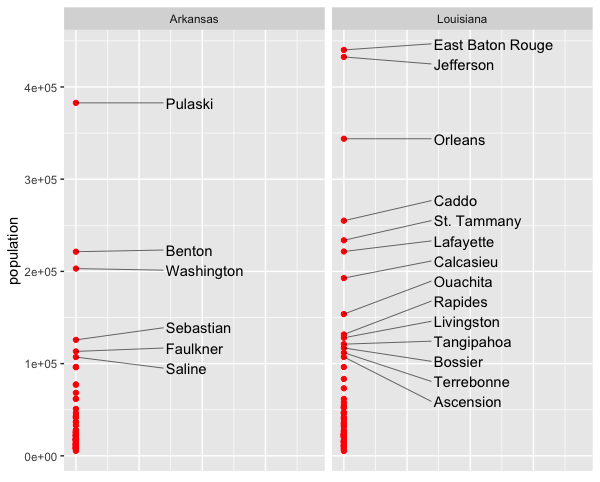 Arkansas
Louisiana
population
4e+05
3e+05
2e+05
1e+05
0e+00
Pulaski
Benton
Washington
Sebastian
Faulkner
Saline
East Baton Rouge
Jefferson
Orleans
Caddo
St. Tammany
Lafayette
Calcasieu
Ouachita
Rapides
Livingston
Tangipahoa
Bossier
Terrebonne
Ascension